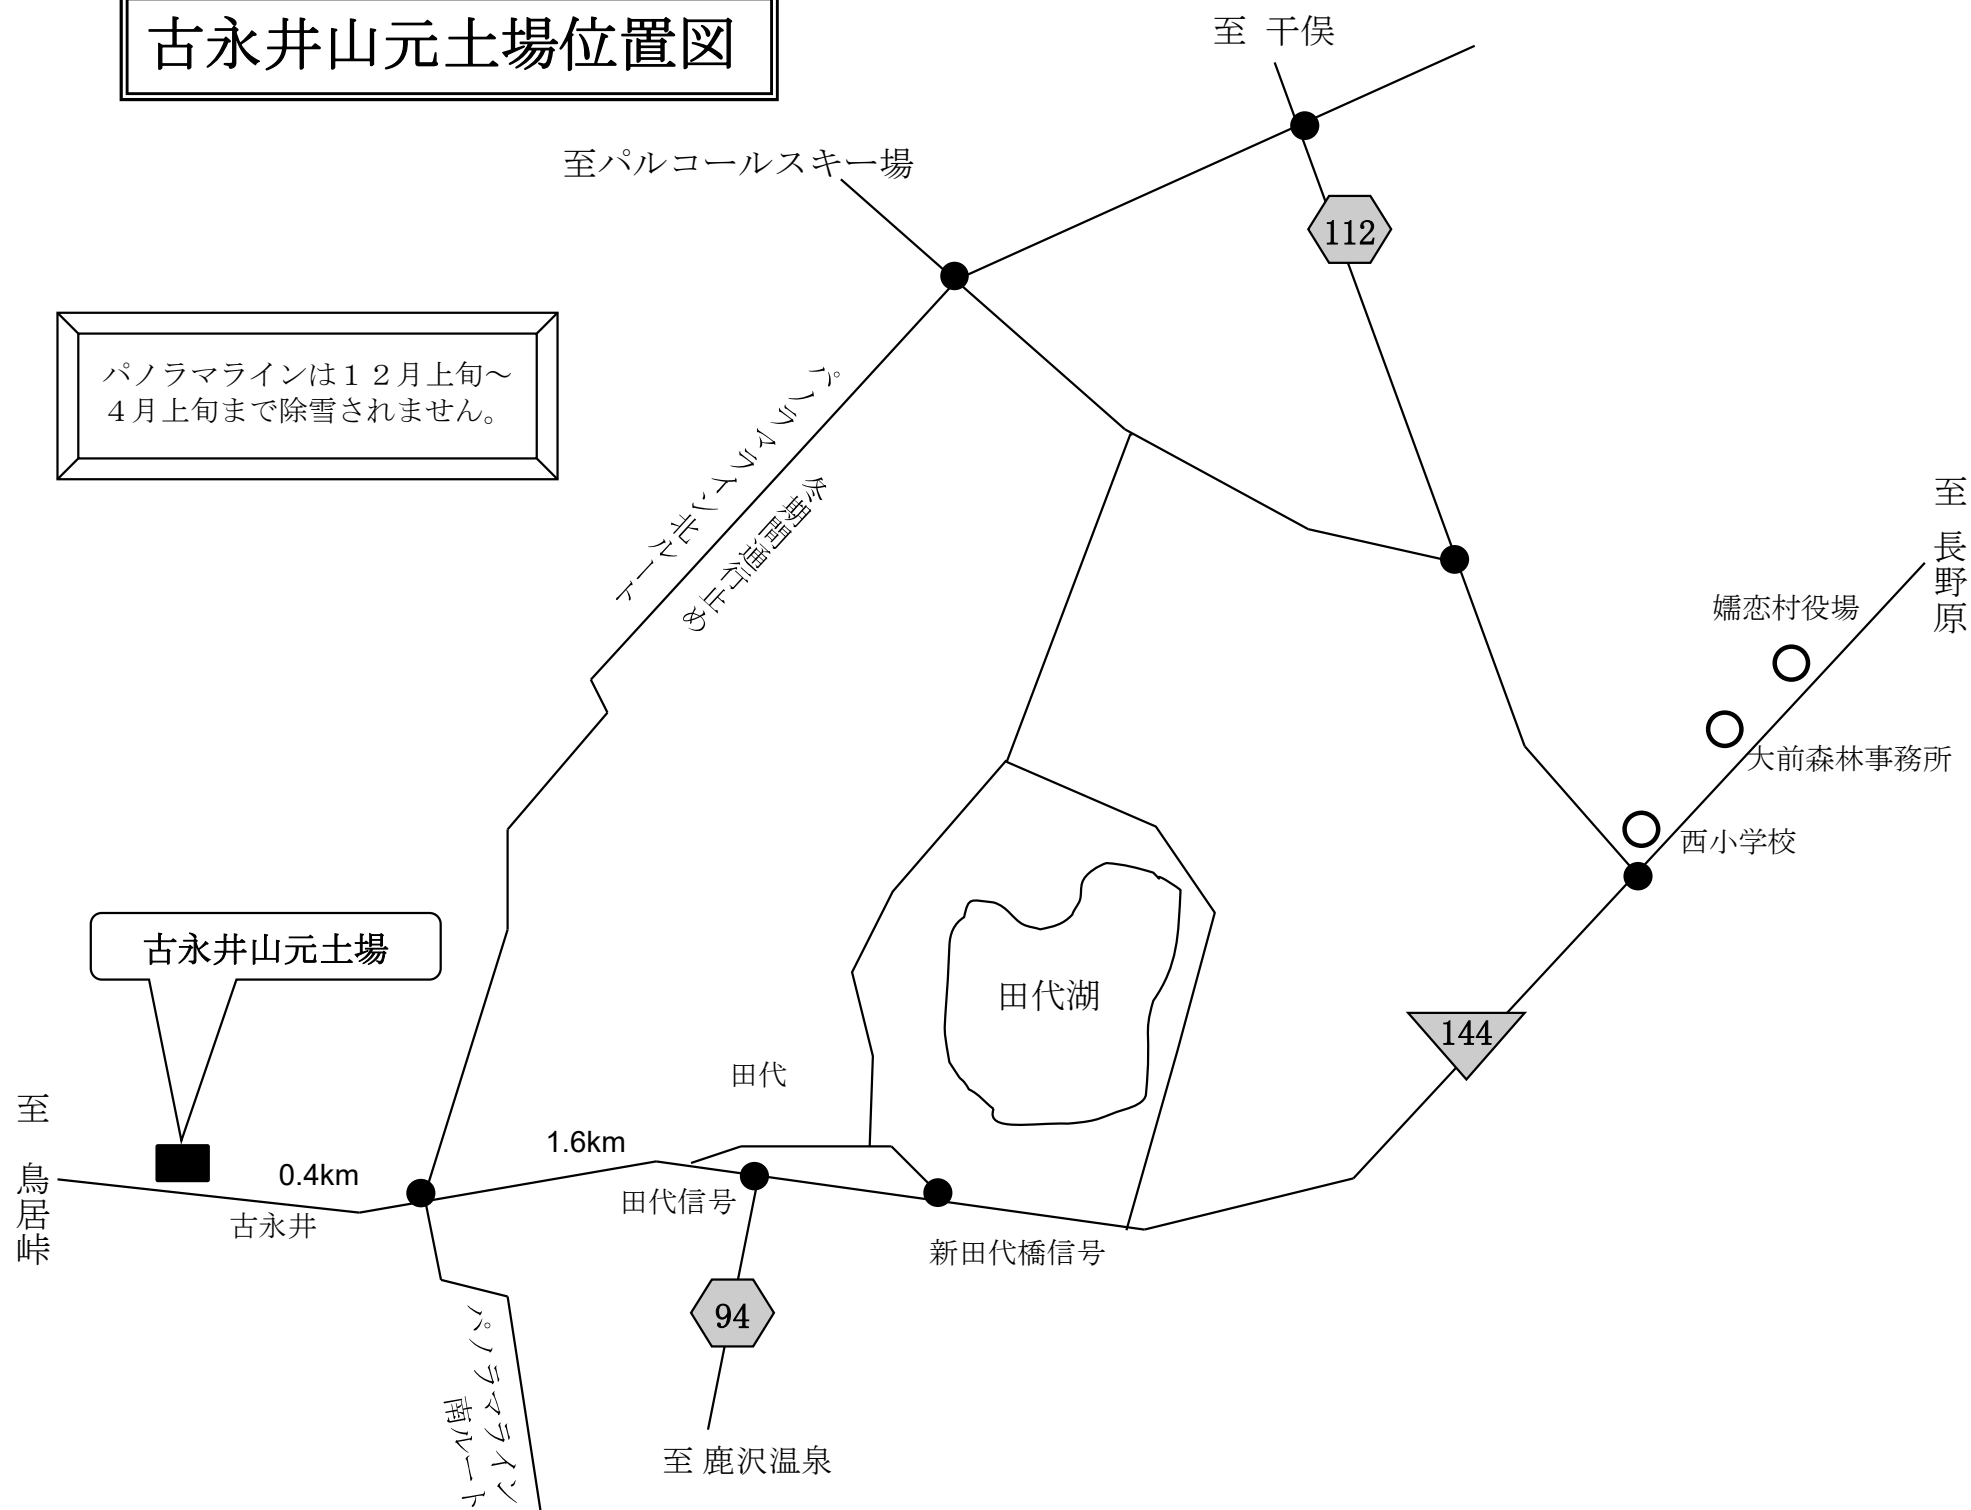 古永井山元土場位置図
至 干俣
至パルコールスキー場
112
パノラマラインは１２月上旬～
４月上旬まで除雪されません。
パノラマライン北ルート
冬期間通行止め
至 長野原
嬬恋村役場
大前森林事務所
西小学校
古永井山元土場
田代湖
144
田代
至 鳥居峠
1.6km
0.4km
田代信号
古永井
新田代橋信号
94
パノラマライン
南ルート
至 鹿沢温泉